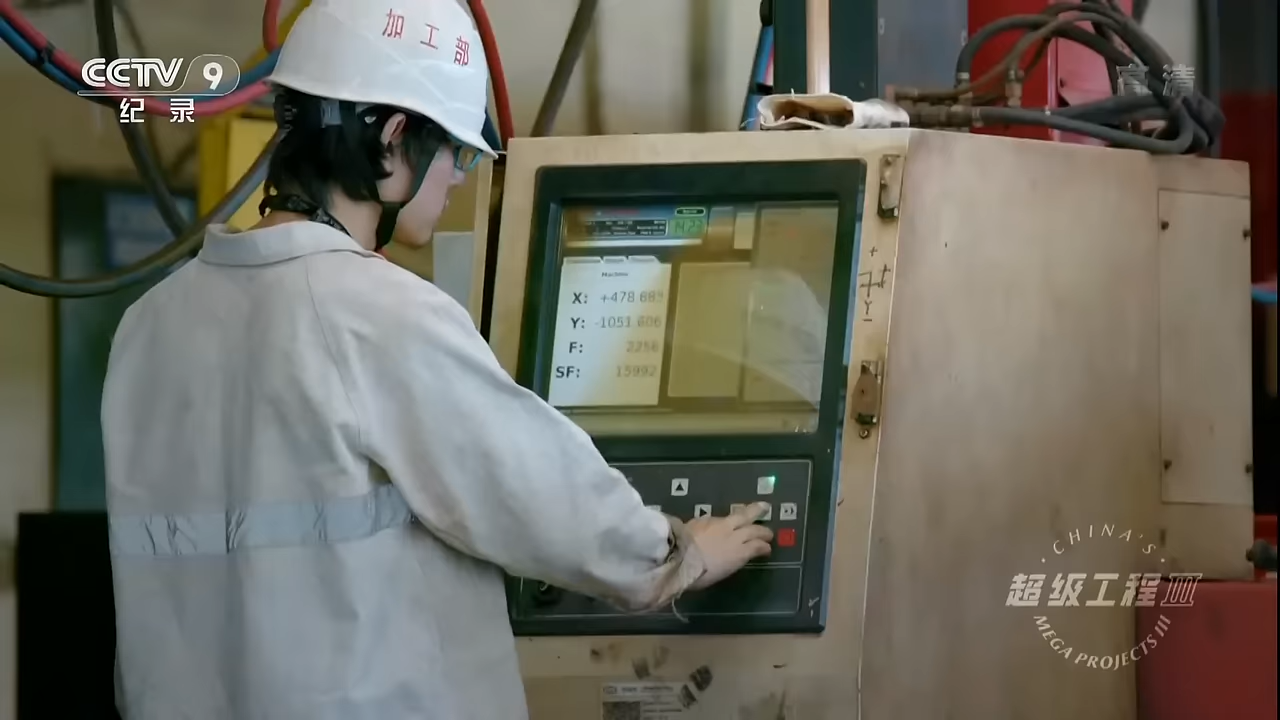 CCTV 9
纪录
高清
加工部
Machine
X: +478.683
Y: -1051.606
F: 2256
SF: 15992
CHINA'S
超级工程III
MEGA PROJECTS III